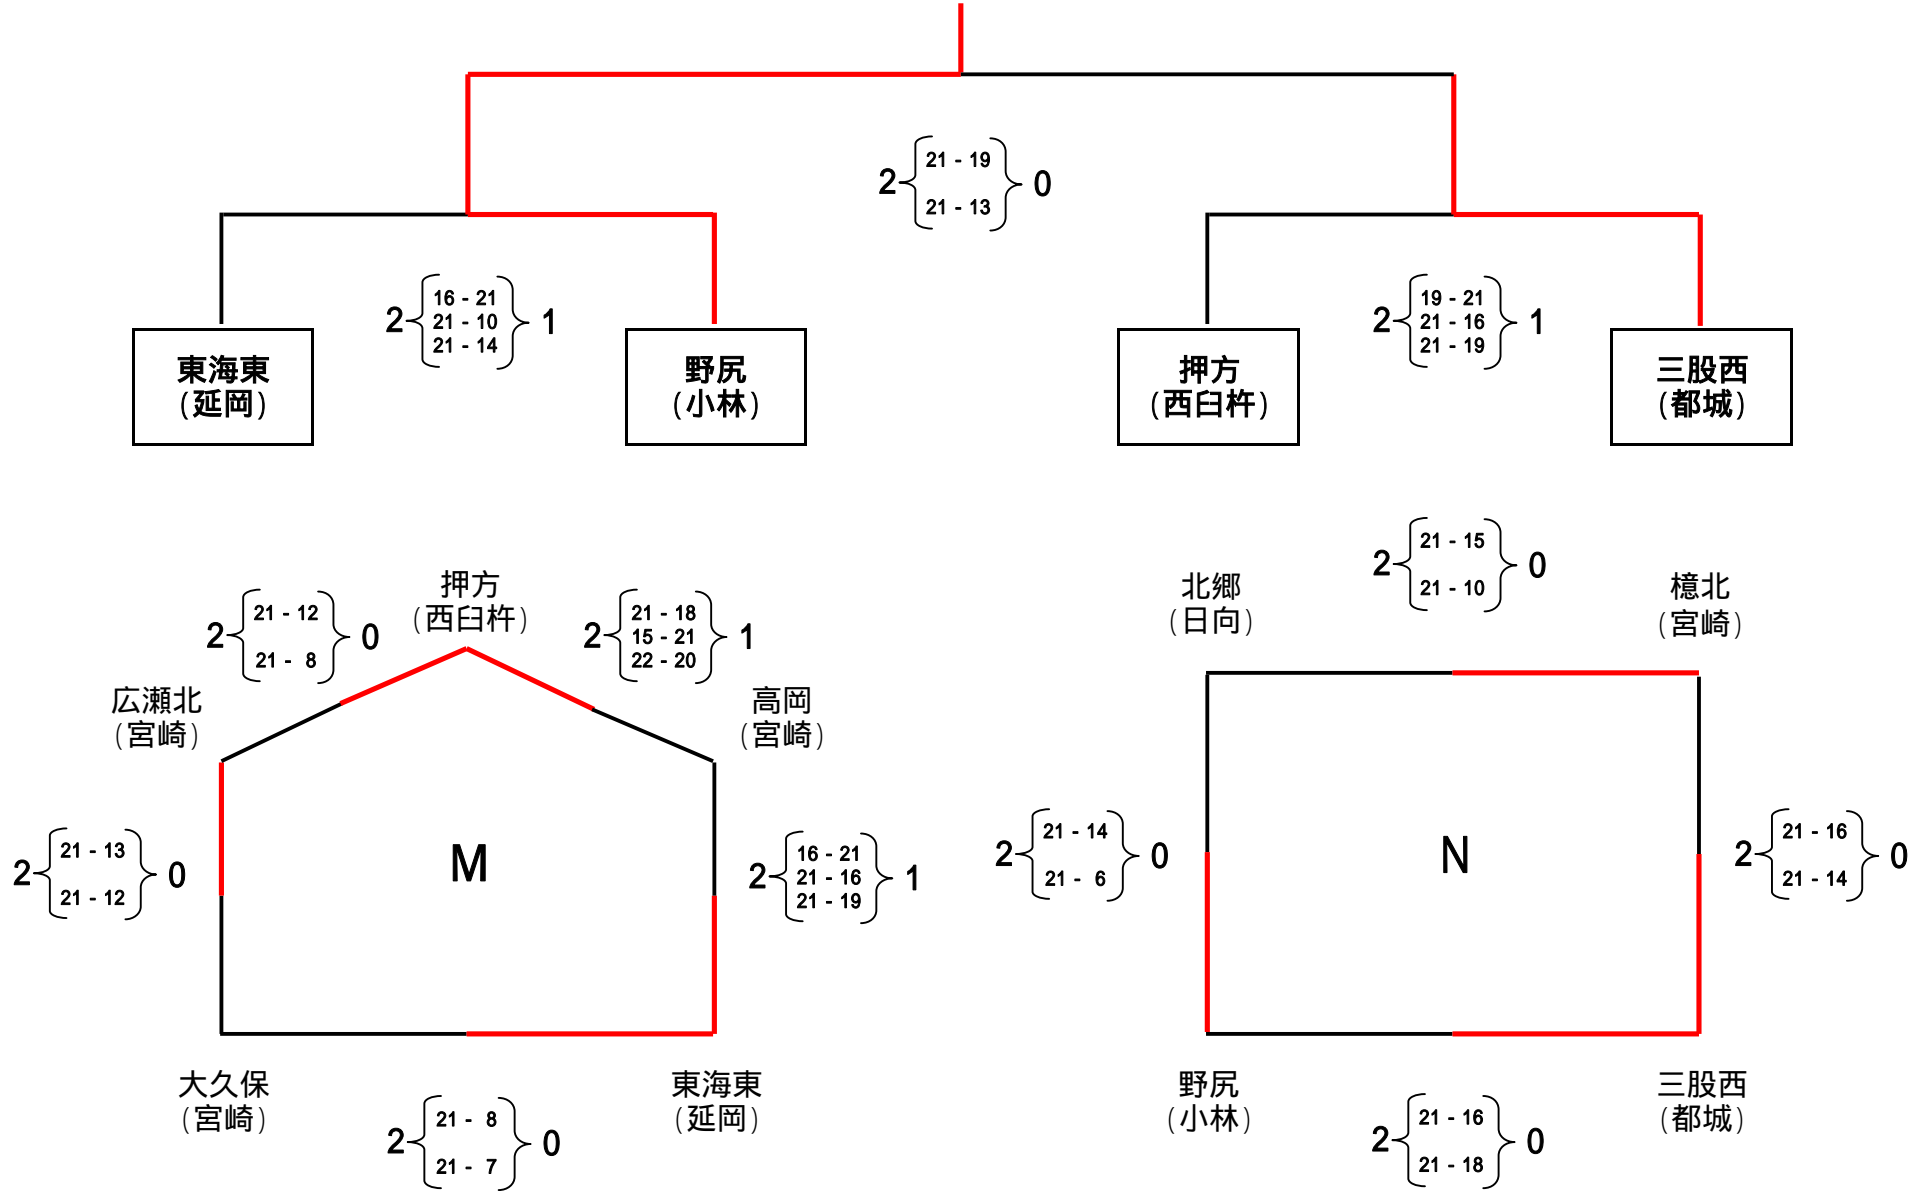 21 - 19
2 0
21 - 13
16 - 21
2 21 - 10 1
21 - 14
19 - 21
2 21 - 16 1
21 - 19
東海東
(延岡)
野尻
(小林)
押方
(西臼杵)
三股西
(都城)
21 - 12
2 0
21 - 8
押方
(西臼杵)
21 - 18
2 15 - 21 1
22 - 20
広瀬北
(宮崎)
高岡
(宮崎)
21 - 13
2 0
21 - 12
M
16 - 21
2 21 - 16 1
21 - 19
大久保
(宮崎)
東海東
(延岡)
21 - 8
2 0
21 - 7
北郷
(日向)
21 - 15
2 0
21 - 10
檍北
(宮崎)
21 - 14
2 0
21 - 6
N
21 - 16
2 0
21 - 14
野尻
(小林)
三股西
(都城)
21 - 16
2 0
21 - 18